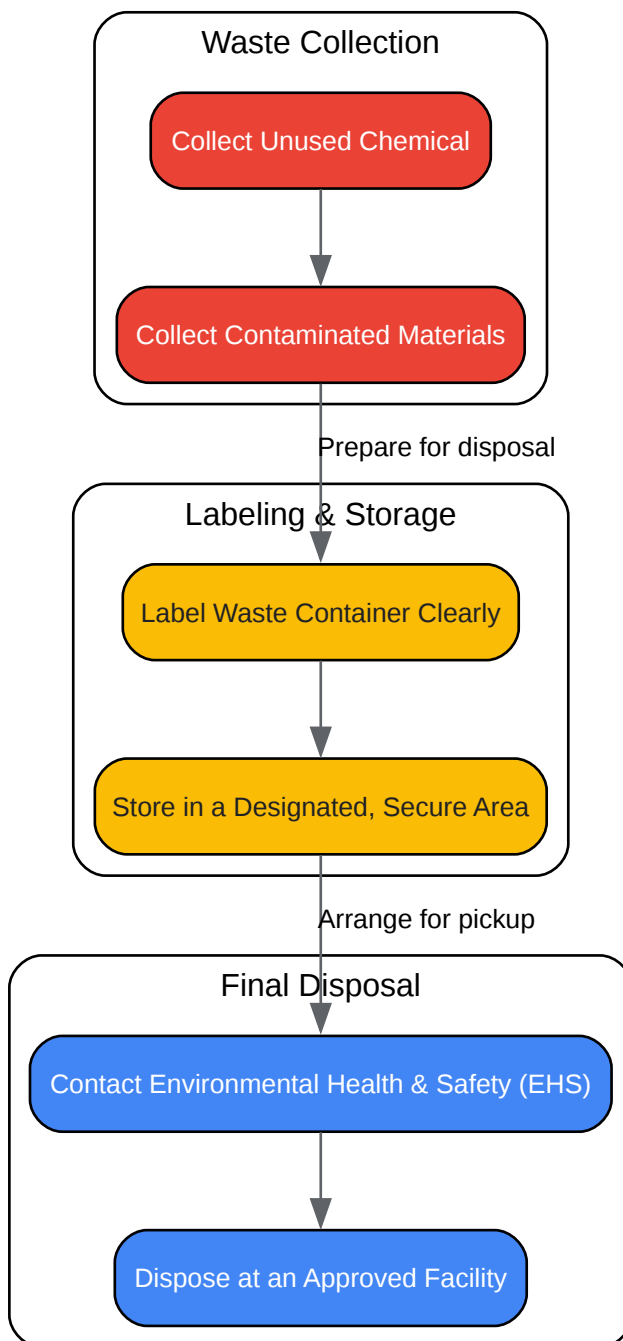 Waste Collection
Collect Unused Chemical
Collect Contaminated Materials
Prepare for disposal
Labeling & Storage
Label Waste Container Clearly
Store in a Designated, Secure Area
Arrange for pickup
Final Disposal
Contact Environmental Health & Safety (EHS)
Dispose at an Approved Facility